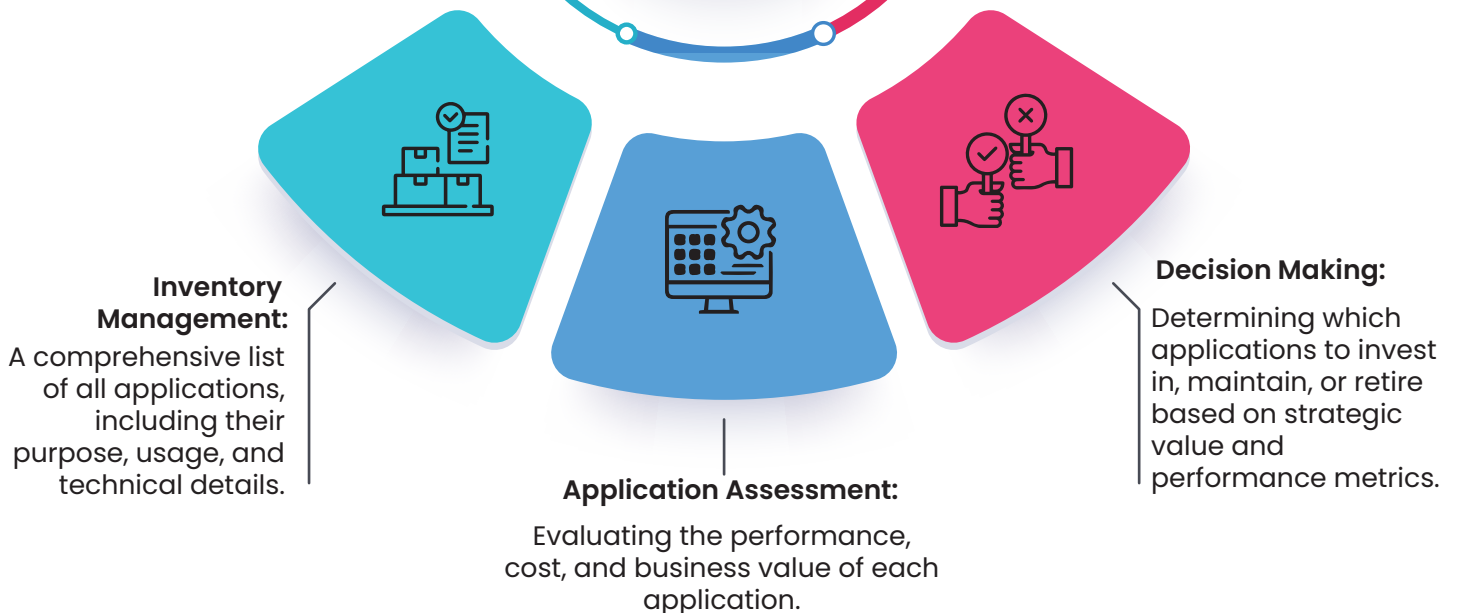 Inventory
Management:
A comprehensive list
of all applications,
including their
purpose, usage, and
technical details.
Application Assessment:
Evaluating the performance,
cost, and business value of each
application.
Decision Making:
Determining which
applications to invest
in, maintain, or retire
based on strategic
value and
performance metrics.